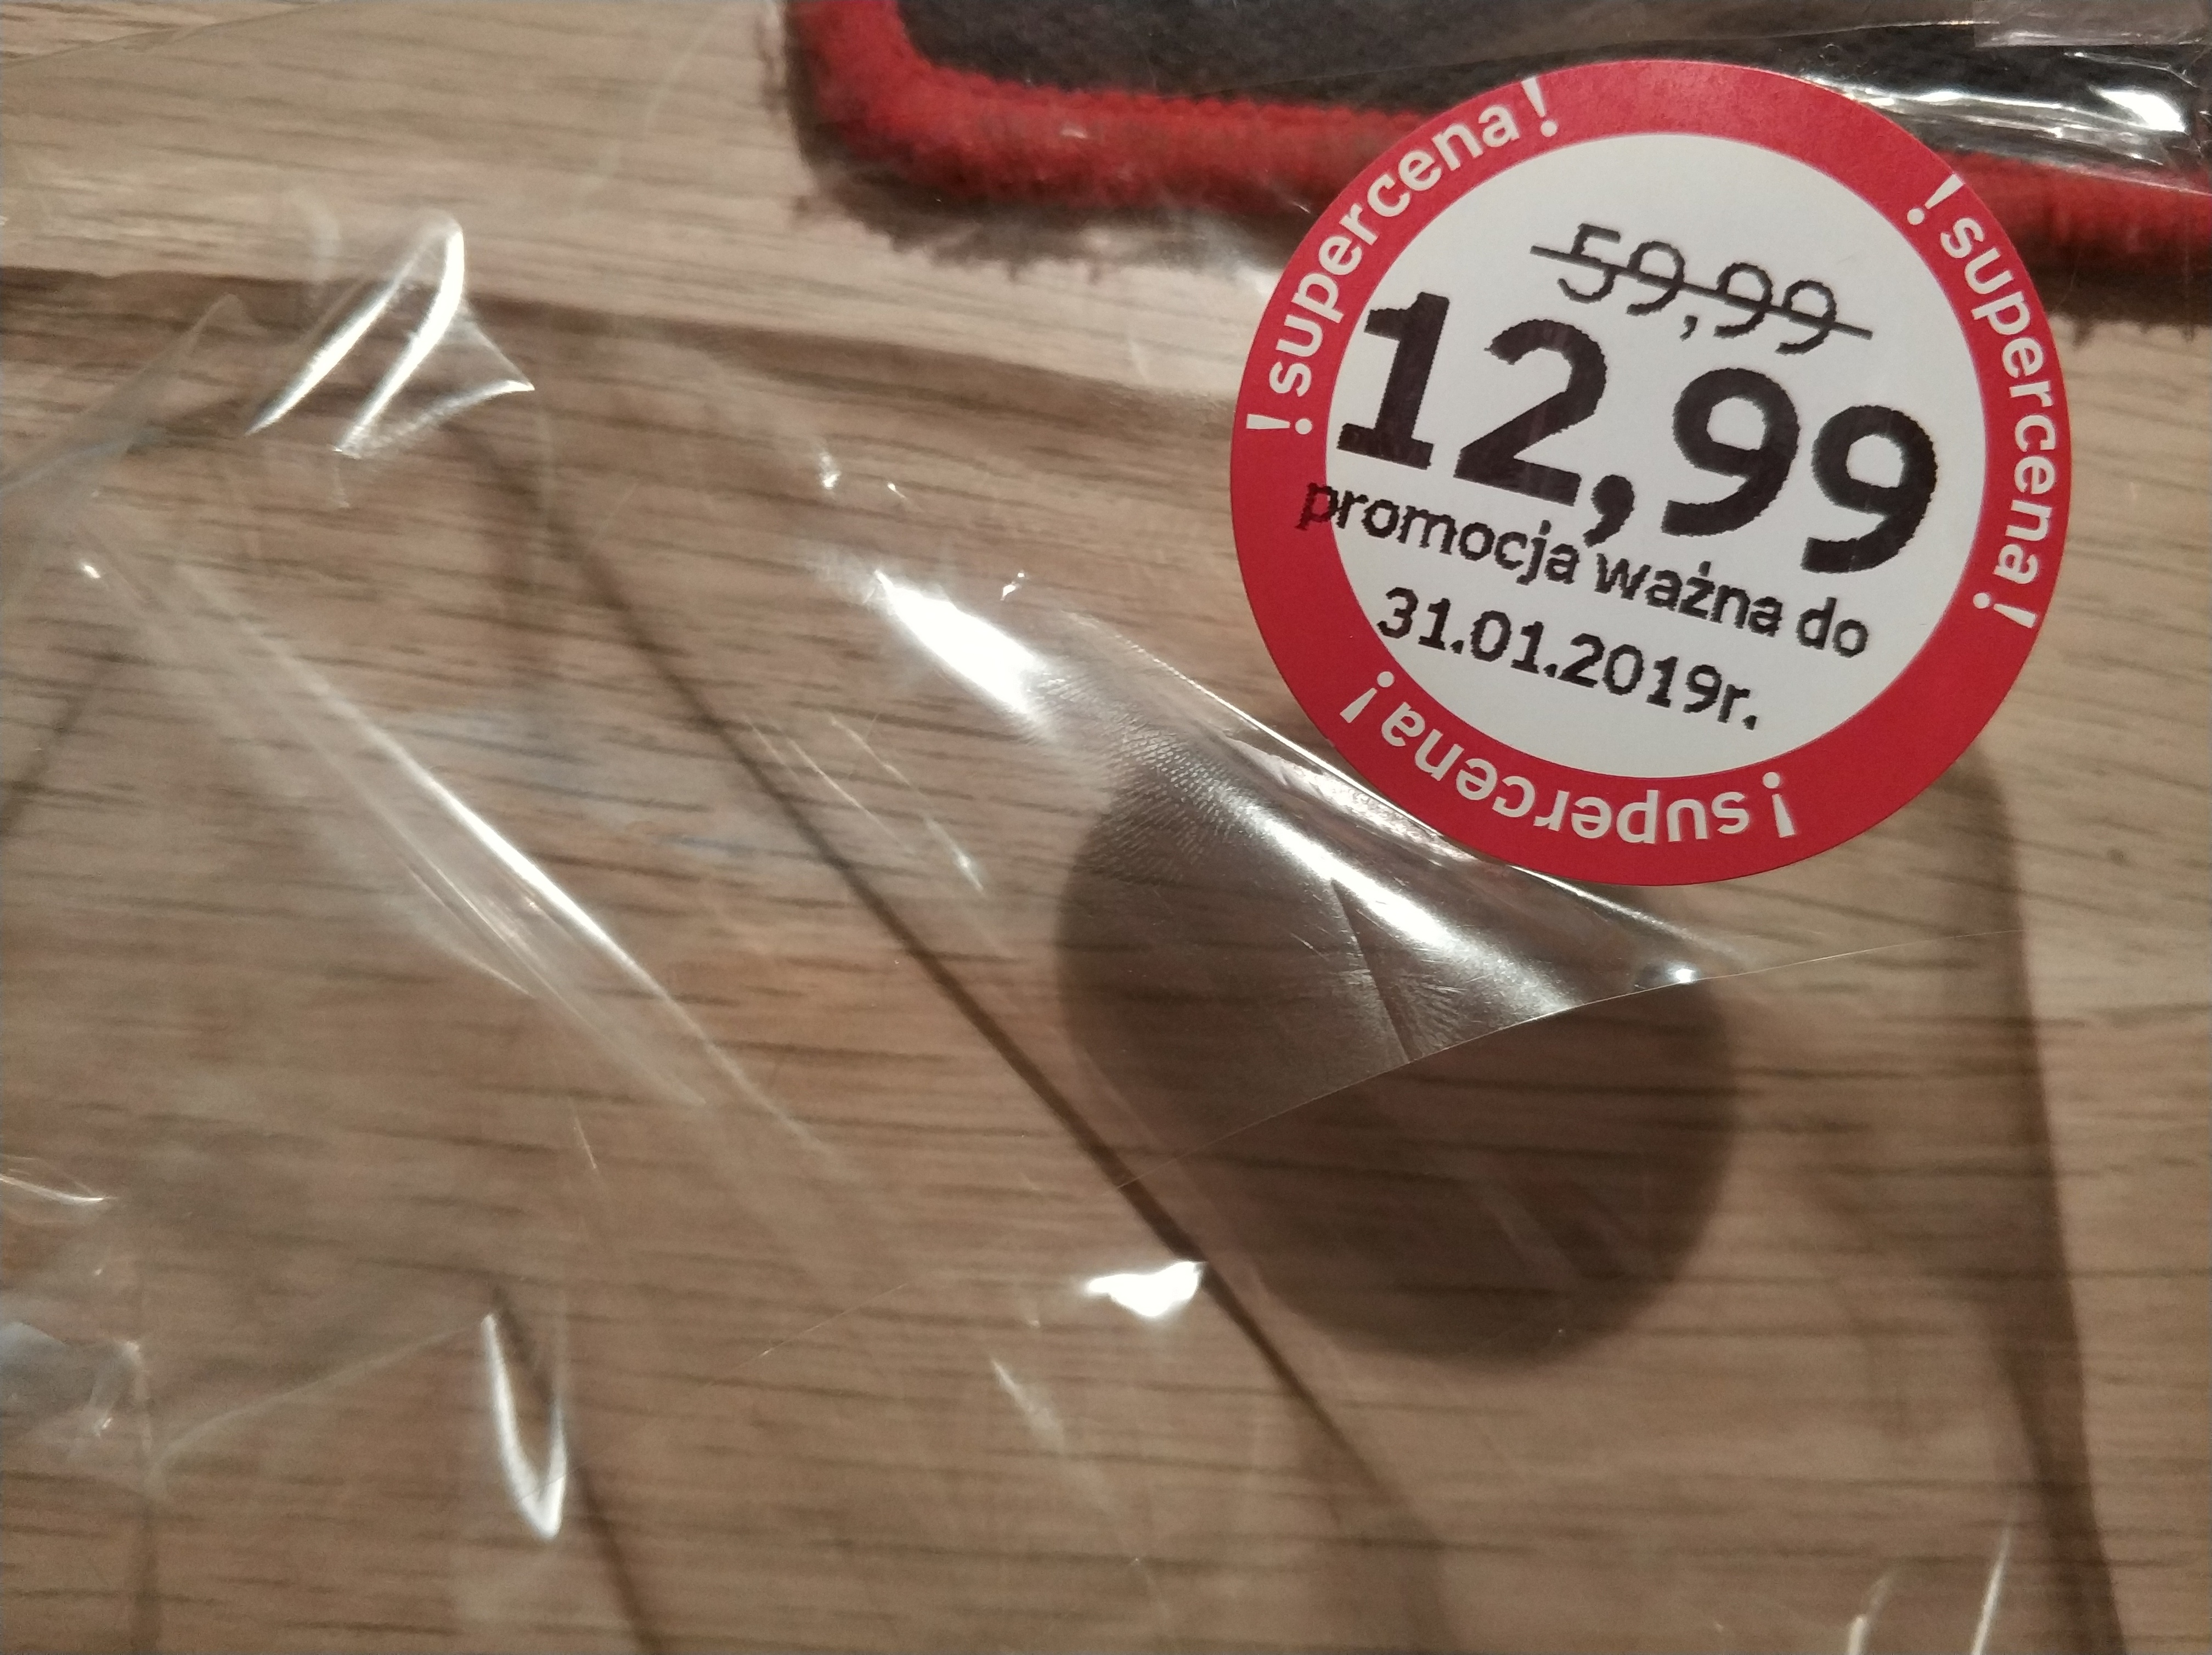 !supercena!
!supercena!
!supercena!
59,99
12,99
promocja ważna do
31.01.2019r.